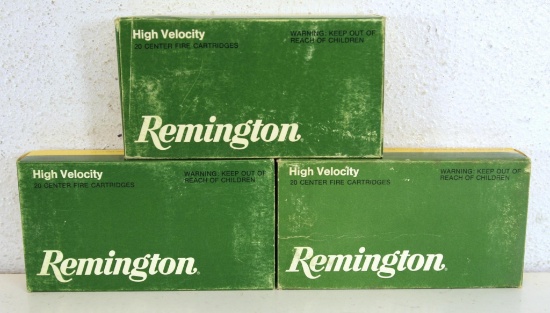 High Velocity
20 CENTER FIRE CARTRIDGES
WARNING: KEEP OUT OF
REACH OF CHILDREN
Remington®
High Velocity
20 CENTER FIRE CARTRIDGES
WARNING: KEEP OUT OF
REACH OF CHILDREN
Remington®
High Velocity
20 CENTER FIRE CARTRIDGES
WARNING: KEEP OUT OF
REACH OF CHILDREN
Remington®